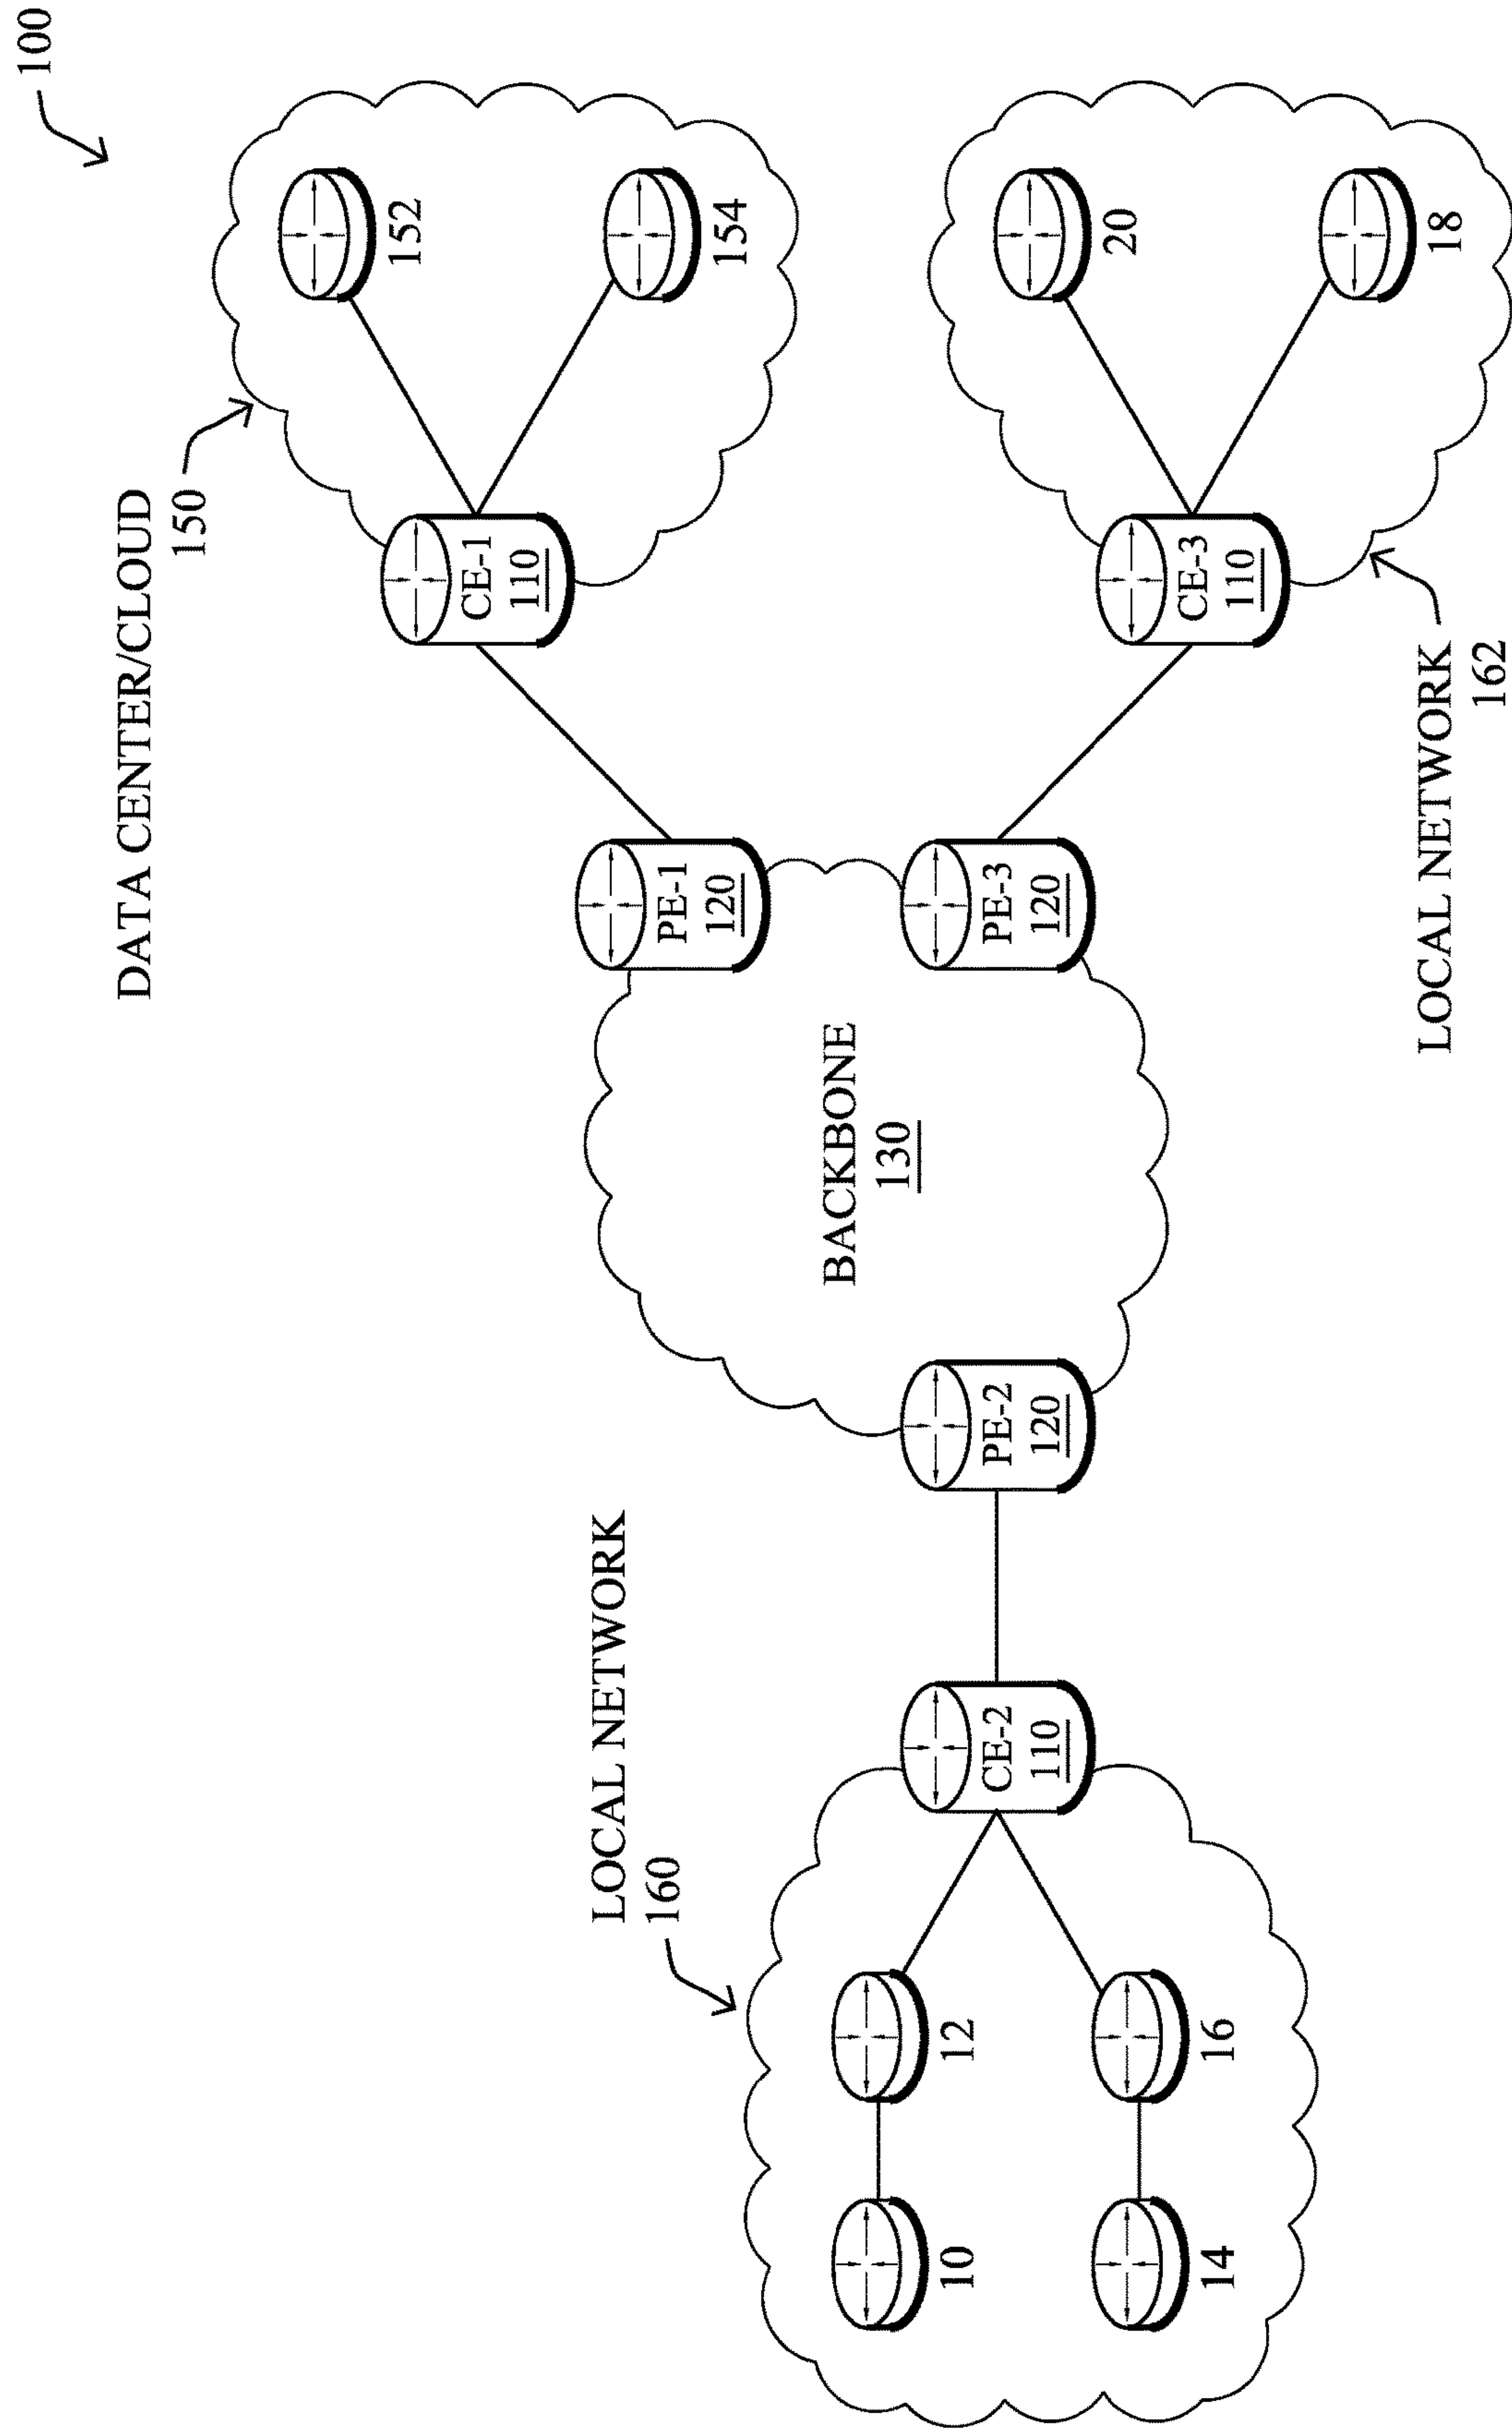 100
DATA CENTER/CLOUD
150
152
154
CE-1
110
PE-1
120
LOCAL NETWORK
160
BACKBONE
130
10
12
14
16
CE-2
110
PE-2
120
PE-3
120
CE-3
110
20
18
LOCAL NETWORK
162